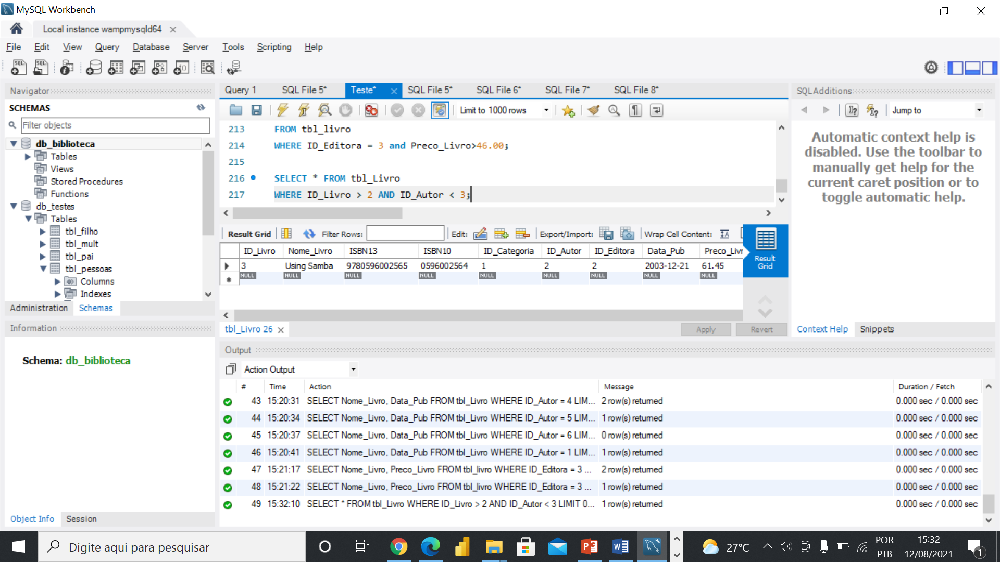 MySQL Workbench
Local instance wampmysqld64
File Edit View Query Database Server Tools Scripting Help
Navigator
SCHEMAS
Filter objects
db_biblioteca
Tables
Views
Stored Procedures
Functions
db_testes
Tables
tbl_filho
tbl_mult
tbl_pai
tbl_pessoas
Columns
Indexes
Administration Schemas
Information
Schema: db_biblioteca
Object Info Session
Query 1 SQL File 5* Teste* SQL File 5* SQL File 6* SQL File 7* SQL File 8*
Limit to 1000 rows
213 FROM tbl_livro
214 WHERE ID_Editora = 3 and Preco_Livro>46.00;
215
216 SELECT * FROM tbl_Livro
217 WHERE ID_Livro > 2 AND ID_Autor < 3;
Result Grid Filter Rows: Edit: Export/Import: Wrap Cell Content:
ID_Livro Nome_Livro ISBN13 ISBN10 ID_Categoria ID_Autor ID_Editora Data_Pub Preco_Livr
3 Using Samba 9780596002565 0596002564 1 2 2 2003-12-21 61.45
NULL NULL NULL NULL NULL NULL NULL NULL NULL
Result
Grid
tbl_Livro 26 Apply Revert
SQLAdditions
Jump to
Automatic context help is
disabled. Use the toolbar to
manually get help for the
current caret position or to
toggle automatic help.
Context Help Snippets
Output
Action Output
# Time Action Message Duration / Fetch
43 15:20:31 SELECT Nome_Livro, Data_Pub FROM tbl_Livro WHERE ID_Autor = 4 LIM... 2 row(s) returned 0.000 sec / 0.000 sec
44 15:20:34 SELECT Nome_Livro, Data_Pub FROM tbl_Livro WHERE ID_Autor = 5 LIM... 1 row(s) returned 0.000 sec / 0.000 sec
45 15:20:37 SELECT Nome_Livro, Data_Pub FROM tbl_Livro WHERE ID_Autor = 6 LIM... 0 row(s) returned 0.000 sec / 0.000 sec
46 15:20:41 SELECT Nome_Livro, Data_Pub FROM tbl_Livro WHERE ID_Autor = 1 LIM... 1 row(s) returned 0.000 sec / 0.000 sec
47 15:21:17 SELECT Nome_Livro, Preco_Livro FROM tbl_livro WHERE ID_Editora = 3 ... 2 row(s) returned 0.000 sec / 0.000 sec
48 15:21:22 SELECT Nome_Livro, Preco_Livro FROM tbl_livro WHERE ID_Editora = 3 ... 1 row(s) returned 0.000 sec / 0.000 sec
49 15:32:10 SELECT * FROM tbl_Livro WHERE ID_Livro > 2 AND ID_Autor < 3 LIMIT 0... 1 row(s) returned 0.000 sec / 0.000 sec
Digite aqui para pesquisar
27°C
POR
PTB
15:32
12/08/2021
1